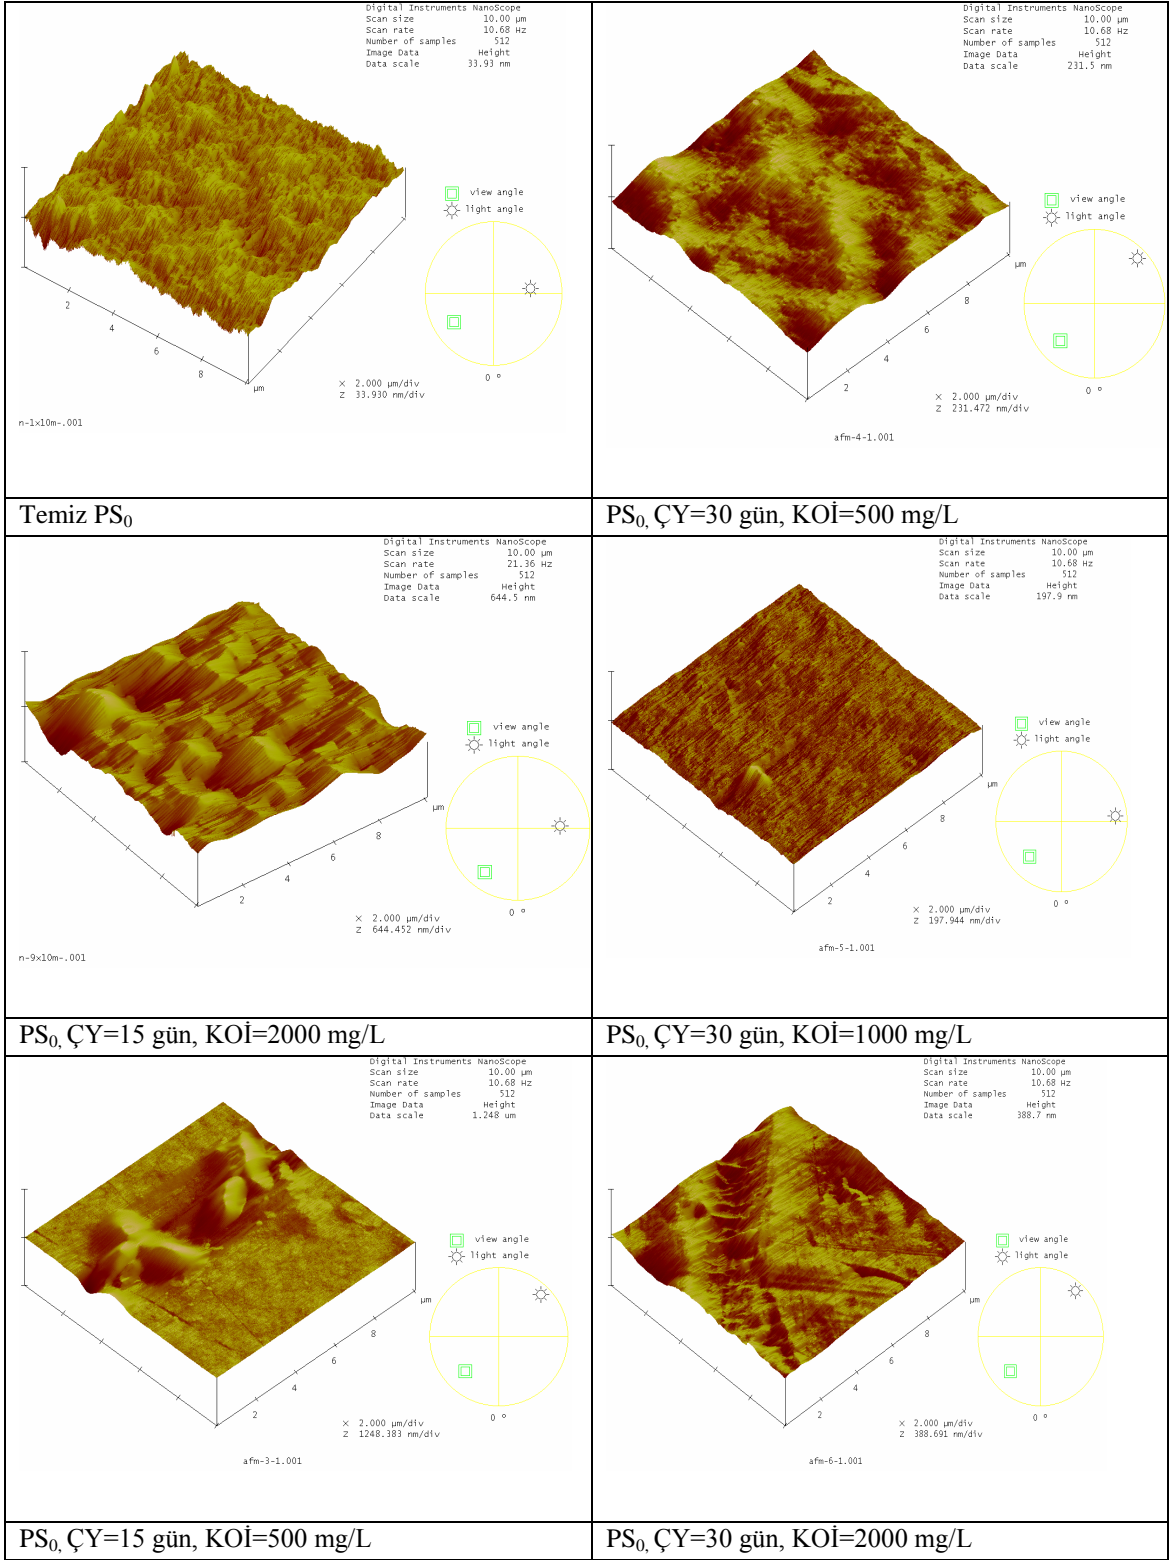 Digital Instruments NanoScope
Scan size 10.00 µm
Scan rate 10.68 Hz
Number of samples 512
Image Data Height
Data scale 33.93 nm
view angle
light angle
2
4
6
8
µm
0 º
X 2.000 µm/div
Z 33.930 nm/div
n-1x10m-.001
Temiz PS₀
Digital Instruments NanoScope
Scan size 10.00 µm
Scan rate 10.68 Hz
Number of samples 512
Image Data Height
Data scale 231.5 nm
view angle
light angle
µm
8
6
4
2
0 º
X 2.000 µm/div
Z 231.472 nm/div
afm-4-1.001
PS₀, ÇY=30 gün, KOİ=500 mg/L
Digital Instruments NanoScope
Scan size 10.00 µm
Scan rate 21.36 Hz
Number of samples 512
Image Data Height
Data scale 644.5 nm
view angle
light angle
µm
8
6
4
2
0 º
X 2.000 µm/div
Z 644.452 nm/div
n-9x10m-.001
PS₀, ÇY=15 gün, KOİ=2000 mg/L
Digital Instruments NanoScope
Scan size 10.00 µm
Scan rate 10.68 Hz
Number of samples 512
Image Data Height
Data scale 197.9 nm
view angle
light angle
µm
8
6
4
2
0 º
X 2.000 µm/div
Z 197.944 nm/div
afm-5-1.001
PS₀, ÇY=30 gün, KOİ=1000 mg/L
Digital Instruments NanoScope
Scan size 10.00 µm
Scan rate 10.68 Hz
Number of samples 512
Image Data Height
Data scale 1.248 um
view angle
light angle
µm
8
6
4
2
0 º
X 2.000 µm/div
Z 1248.383 nm/div
afm-3-1.001
PS₀, ÇY=15 gün, KOİ=500 mg/L
Digital Instruments NanoScope
Scan size 10.00 µm
Scan rate 10.68 Hz
Number of samples 512
Image Data Height
Data scale 388.7 nm
view angle
light angle
µm
8
6
4
2
0 º
X 2.000 µm/div
Z 388.691 nm/div
afm-6-1.001
PS₀, ÇY=30 gün, KOİ=2000 mg/L